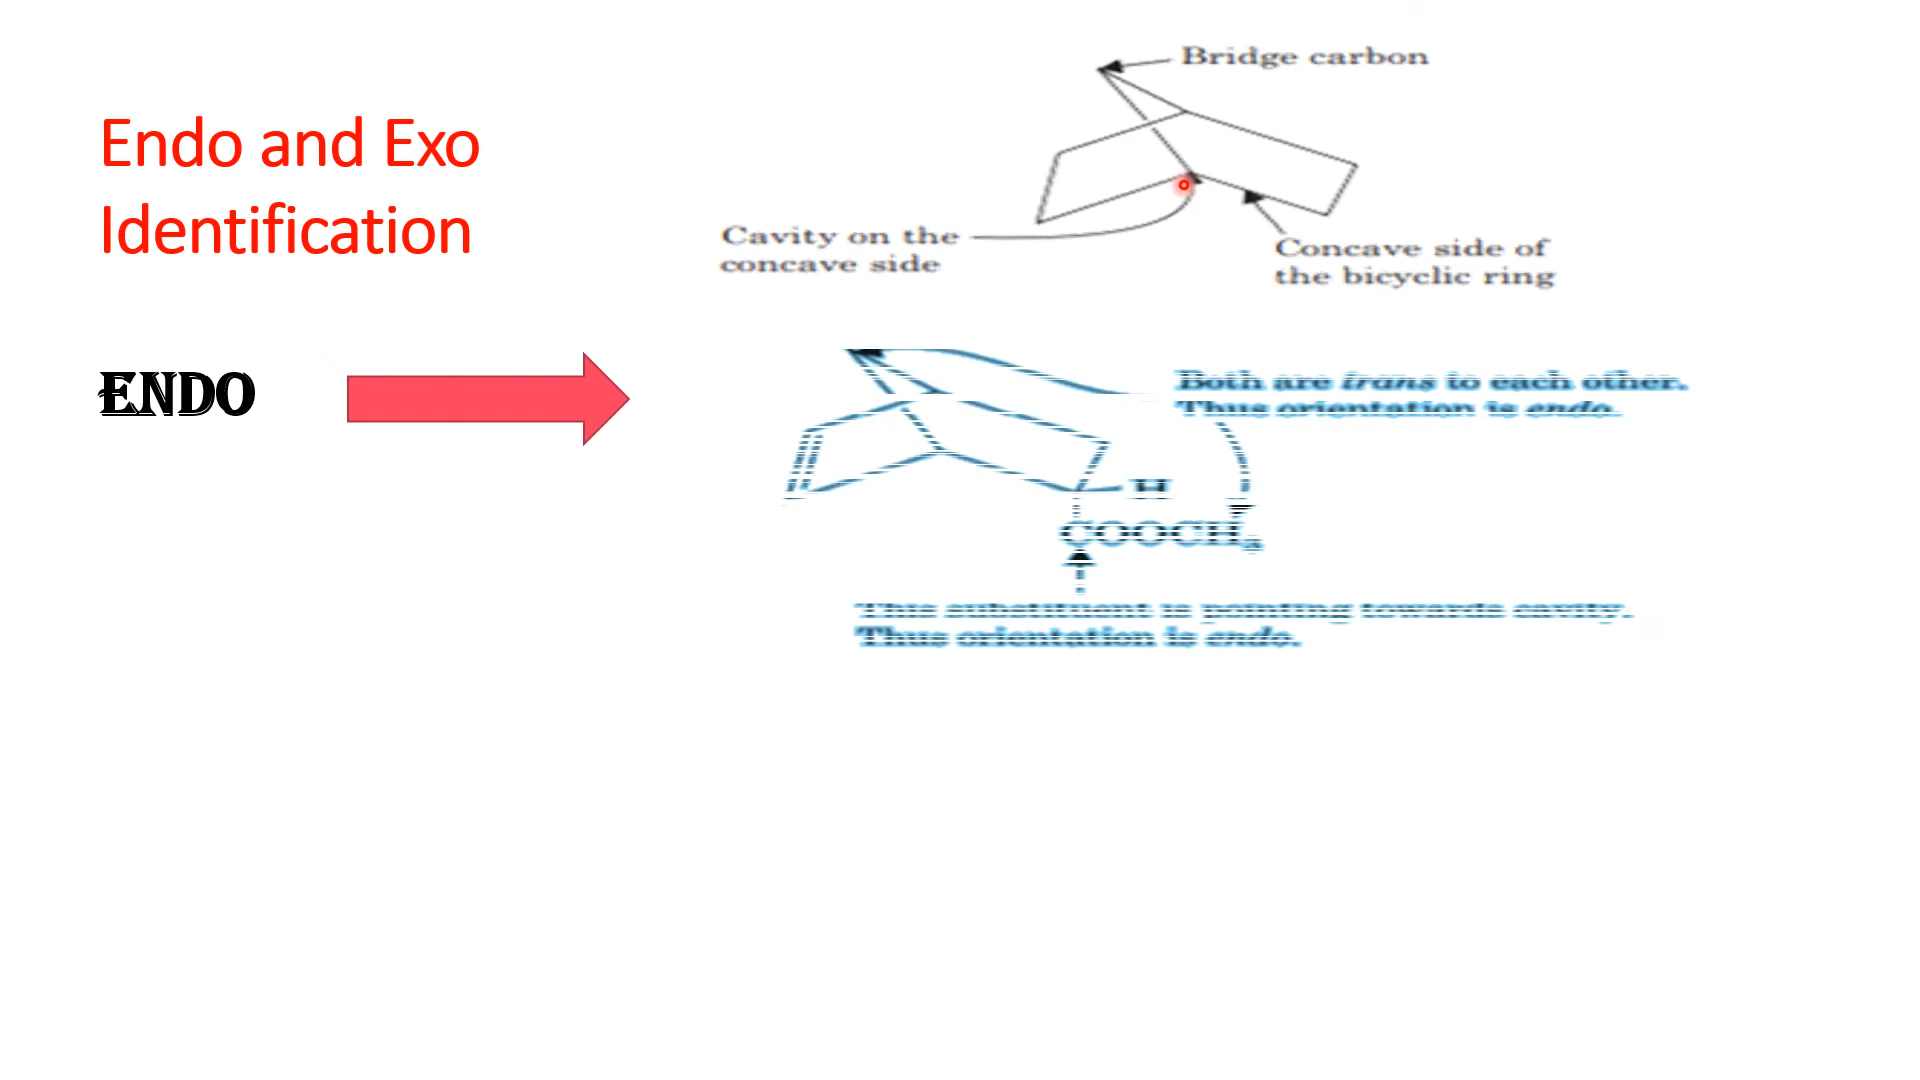 Endo and Exo
Identification
Bridge carbon
Cavity on the
concave side
Concave side of
the bicyclic ring
ENDO
Both are trans to each other.
Thus orientation is endo.
H
COOCH₃
This substituent is pointing towards cavity.
Thus orientation is endo.